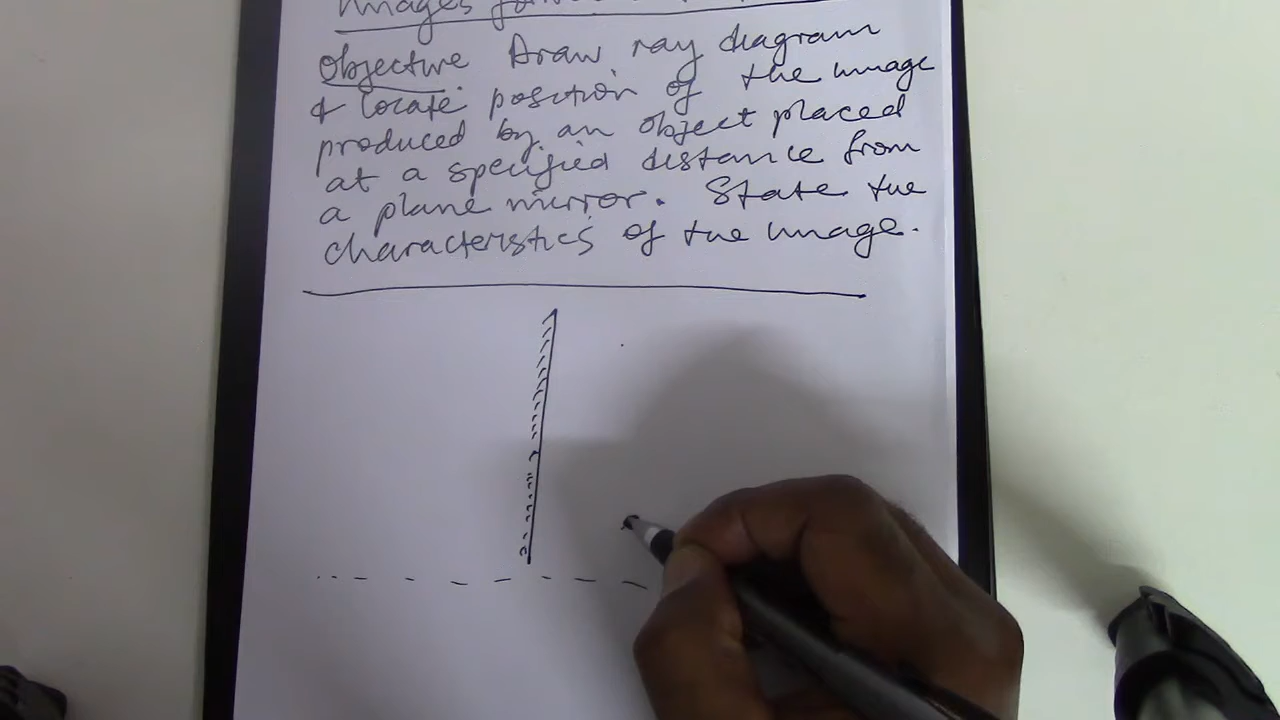 Images
Objective Draw ray diagram
& locate position of the image
produced by an object placed
at a specified distance from
a plane mirror. State the
characteristics of the image.